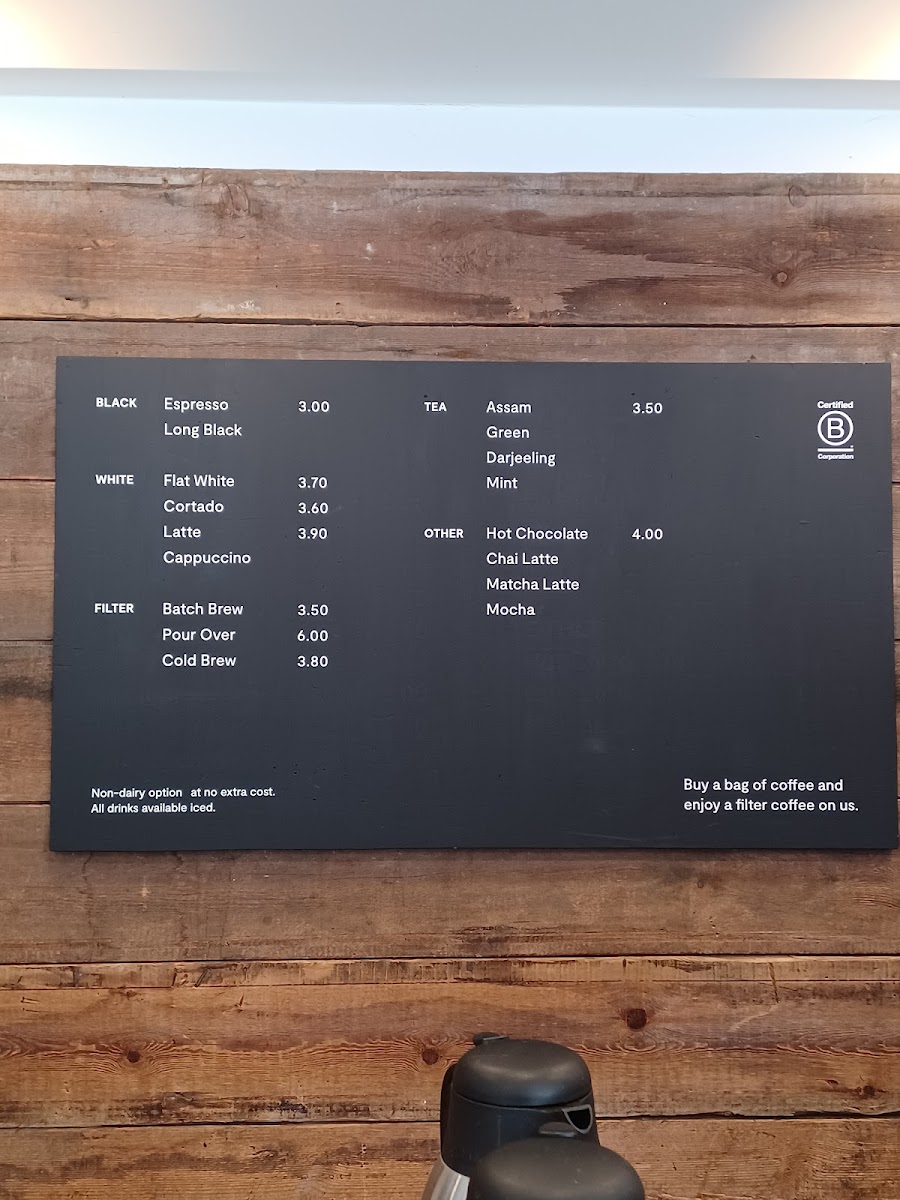 BLACK Espresso 3.00
Long Black
WHITE Flat White 3.70
Cortado 3.60
Latte 3.90
Cappuccino
FILTER Batch Brew 3.50
Pour Over 6.00
Cold Brew 3.80
Non-dairy option at no extra cost.
All drinks available iced.
TEA Assam 3.50
Green
Darjeeling
Mint
OTHER Hot Chocolate 4.00
Chai Latte
Matcha Latte
Mocha
Certified
B
Corporation
Buy a bag of coffee and
enjoy a filter coffee on us.